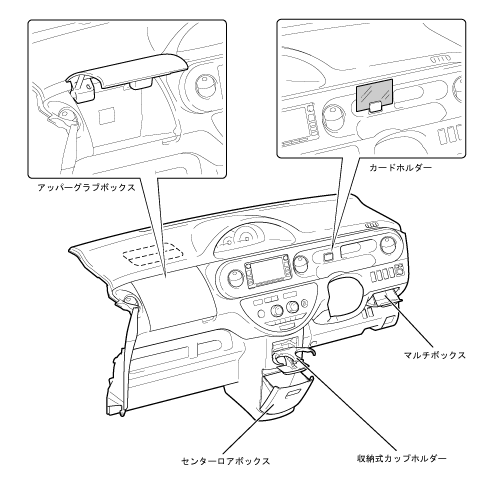 アッパーグラブボックス
カードホルダー
マルチボックス
センターロアボックス
収納式カップホルダー